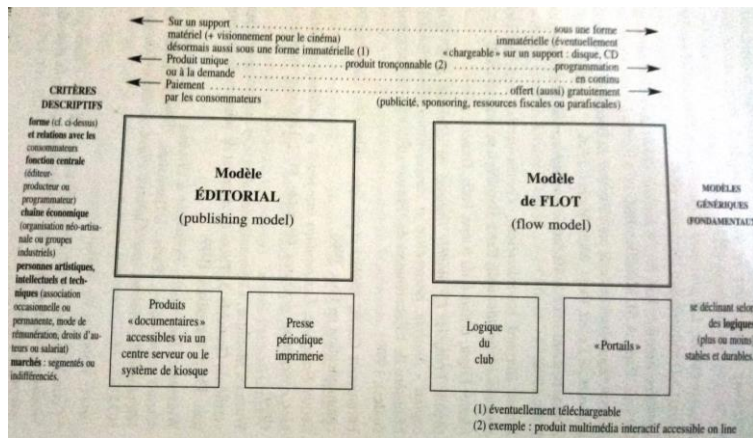 Sur un support ........ sous une forme
matériel (+ visionnement pour le cinéma) immatérielle (éventuellement
désormais aussi sous une forme immatérielle (1) «chargeable» sur un support : disque, CD
Produit unique ........ produit tronçonnable (2) ........ programmation
ou à la demande ........ en continu
Paiement ........ offert (aussi) gratuitement
par les consommateurs (publicité, sponsoring, ressources fiscales ou parafiscales)
CRITÈRES
DESCRIPTIFS
forme (cf. ci-dessus)
et relations avec les
consommateurs
fonction centrale
(éditeur-
producteur ou
programmateur)
chaîne économique
(organisation néo-artisa-
nale ou groupes
industriels)
personnes artistiques,
intellectuels et tech-
niques (association
occasionnelle ou
permanente, mode de
rémunération, droits d'au-
teurs ou salariat)
marchés : segmentés ou
indifférenciés.
Modèle
ÉDITORIAL
(publishing model)
Modèle
de FLOT
(flow model)
MODÈLES
GÉNÉRIQUES
(FONDAMENTAUX
Produits
«documentaires»
accessibles via un
centre serveur ou le
système de kiosque
Presse
périodique
imprimerie
Logique
du
club
«Portails»
se déclinant selon
des logiques
(plus ou moins
stables et durables
(1) éventuellement téléchargeable
(2) exemple : produit multimédia interactif accessible on line